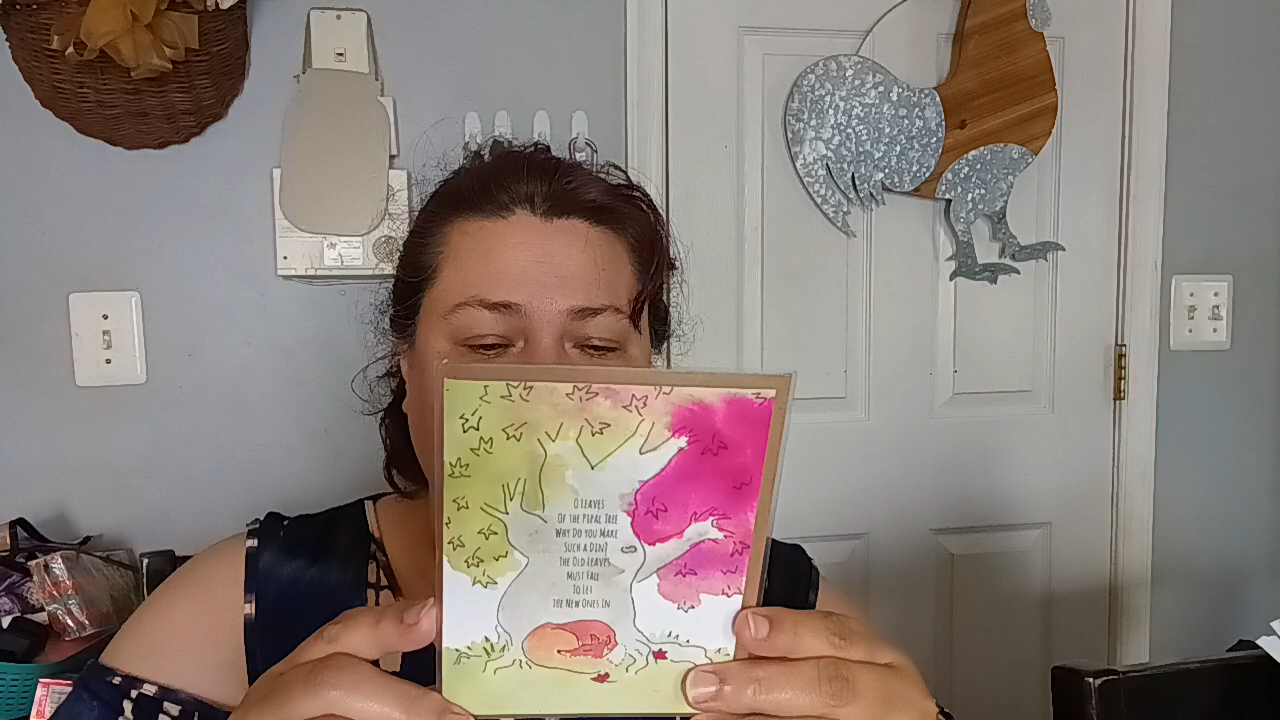 O LEAVES
OF THE PIPAL TREE
WHY DO YOU MAKE
SUCH A DIN?
THE OLD LEAVES
MUST FALL
TO LET
THE NEW ONES IN